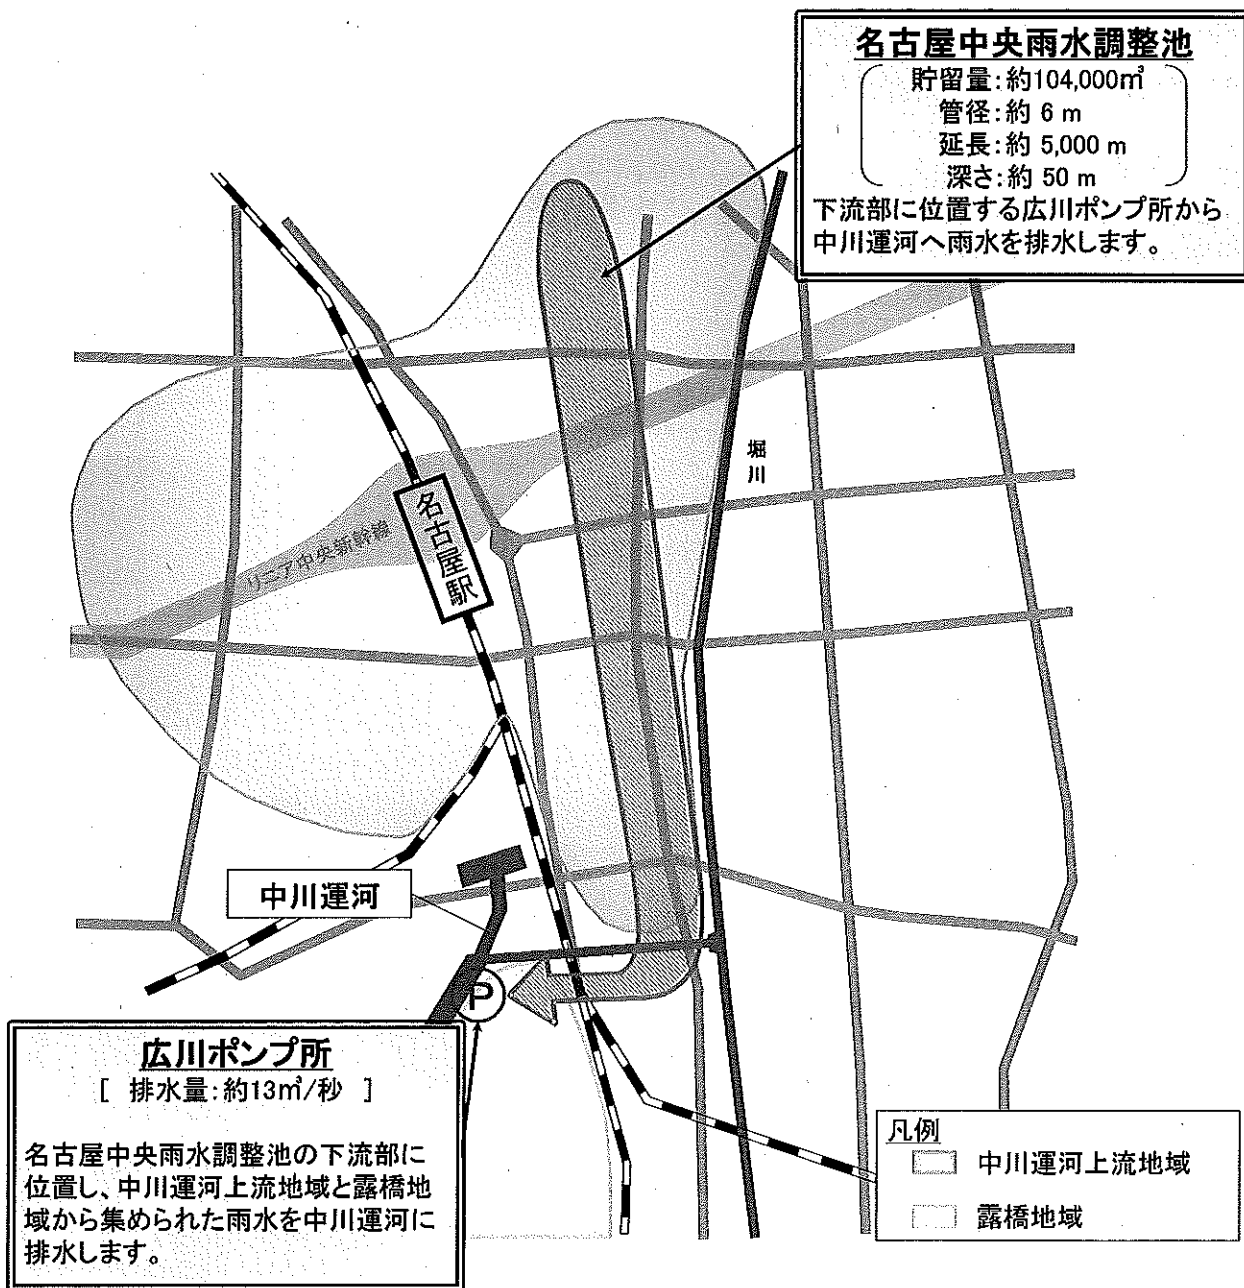 名古屋中央雨水調整池
貯留量:約104,000㎥
管径:約 6 m
延長:約 5,000 m
深さ:約 50 m
下流部に位置する広川ポンプ所から
中川運河へ雨水を排水します。
堀川
名古屋駅
リニア中央新幹線
中川運河
P
広川ポンプ所
[ 排水量:約13㎥/秒 ]
名古屋中央雨水調整池の下流部に
位置し、中川運河上流地域と露橋地
域から集められた雨水を中川運河に
排水します。
凡例
中川運河上流地域
露橋地域